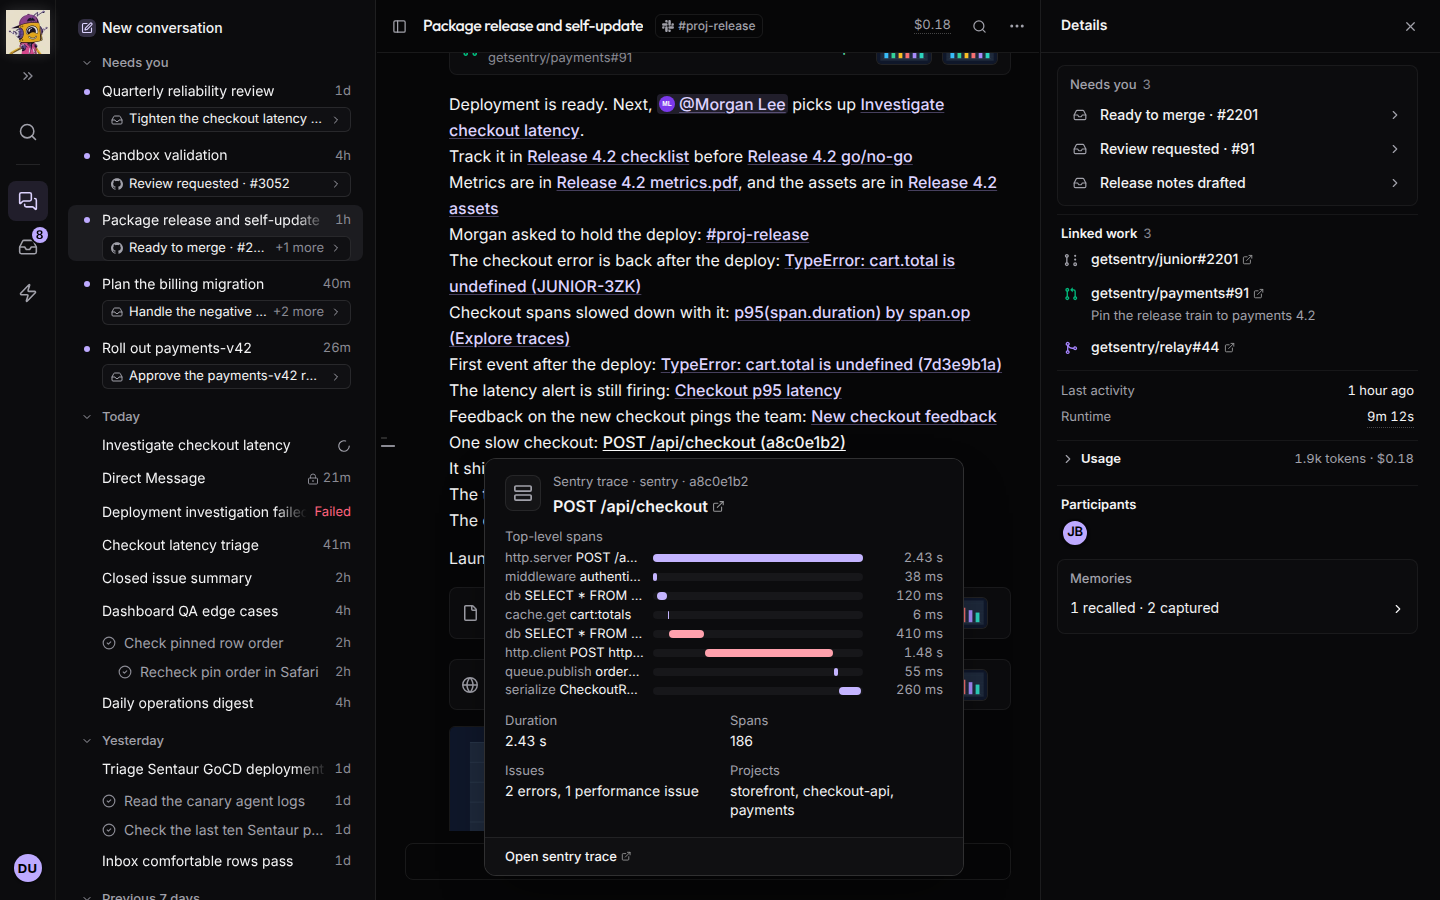 New conversation
Needs you
Quarterly reliability review 1d
Tighten the checkout latency ...
Sandbox validation 4h
Review requested · #3052
Package release and self-update 1h
Ready to merge · #2... +1 more
8
Plan the billing migration 40m
Handle the negative ... +2 more
Roll out payments-v42 26m
Approve the payments-v42 r...
Today
Investigate checkout latency
Direct Message 21m
Deployment investigation failed Failed
Checkout latency triage 41m
Closed issue summary 2h
Dashboard QA edge cases 4h
Check pinned row order 2h
Recheck pin order in Safari 2h
Daily operations digest 4h
Yesterday
Triage Sentaur GoCD deployment 1d
Read the canary agent logs 1d
Check the last ten Sentaur p... 1d
Inbox comfortable rows pass 1d
Previous 7 days
DU
Package release and self-update #proj-release $0.18
getsentry/payments#91
Deployment is ready. Next, ML @Morgan Lee picks up Investigate
checkout latency.
Track it in Release 4.2 checklist before Release 4.2 go/no-go
Metrics are in Release 4.2 metrics.pdf, and the assets are in Release 4.2
assets
Morgan asked to hold the deploy: #proj-release
The checkout error is back after the deploy: TypeError: cart.total is
undefined (JUNIOR-3ZK)
Checkout spans slowed down with it: p95(span.duration) by span.op
(Explore traces)
First event after the deploy: TypeError: cart.total is undefined (7d3e9b1a)
The latency alert is still firing: Checkout p95 latency
Feedback on the new checkout pings the team: New checkout feedback
One slow checkout: POST /api/checkout (a8c0e1b2)
It
The
The
Sentry trace · sentry · a8c0e1b2
POST /api/checkout
Top-level spans
http.server POST /a... 2.43 s
middleware authenti... 38 ms
db SELECT * FROM ... 120 ms
cache.get cart:totals 6 ms
db SELECT * FROM ... 410 ms
http.client POST http... 1.48 s
queue.publish order... 55 ms
serialize CheckoutR... 260 ms
Duration Spans
2.43 s 186
Issues Projects
2 errors, 1 performance issue storefront, checkout-api,
payments
Open sentry trace
Details
Needs you 3
Ready to merge · #2201
Review requested · #91
Release notes drafted
Linked work 3
getsentry/junior#2201
getsentry/payments#91
Pin the release train to payments 4.2
getsentry/relay#44
Last activity 1 hour ago
Runtime 9m 12s
Usage 1.9k tokens · $0.18
Participants
JB
Memories
1 recalled · 2 captured